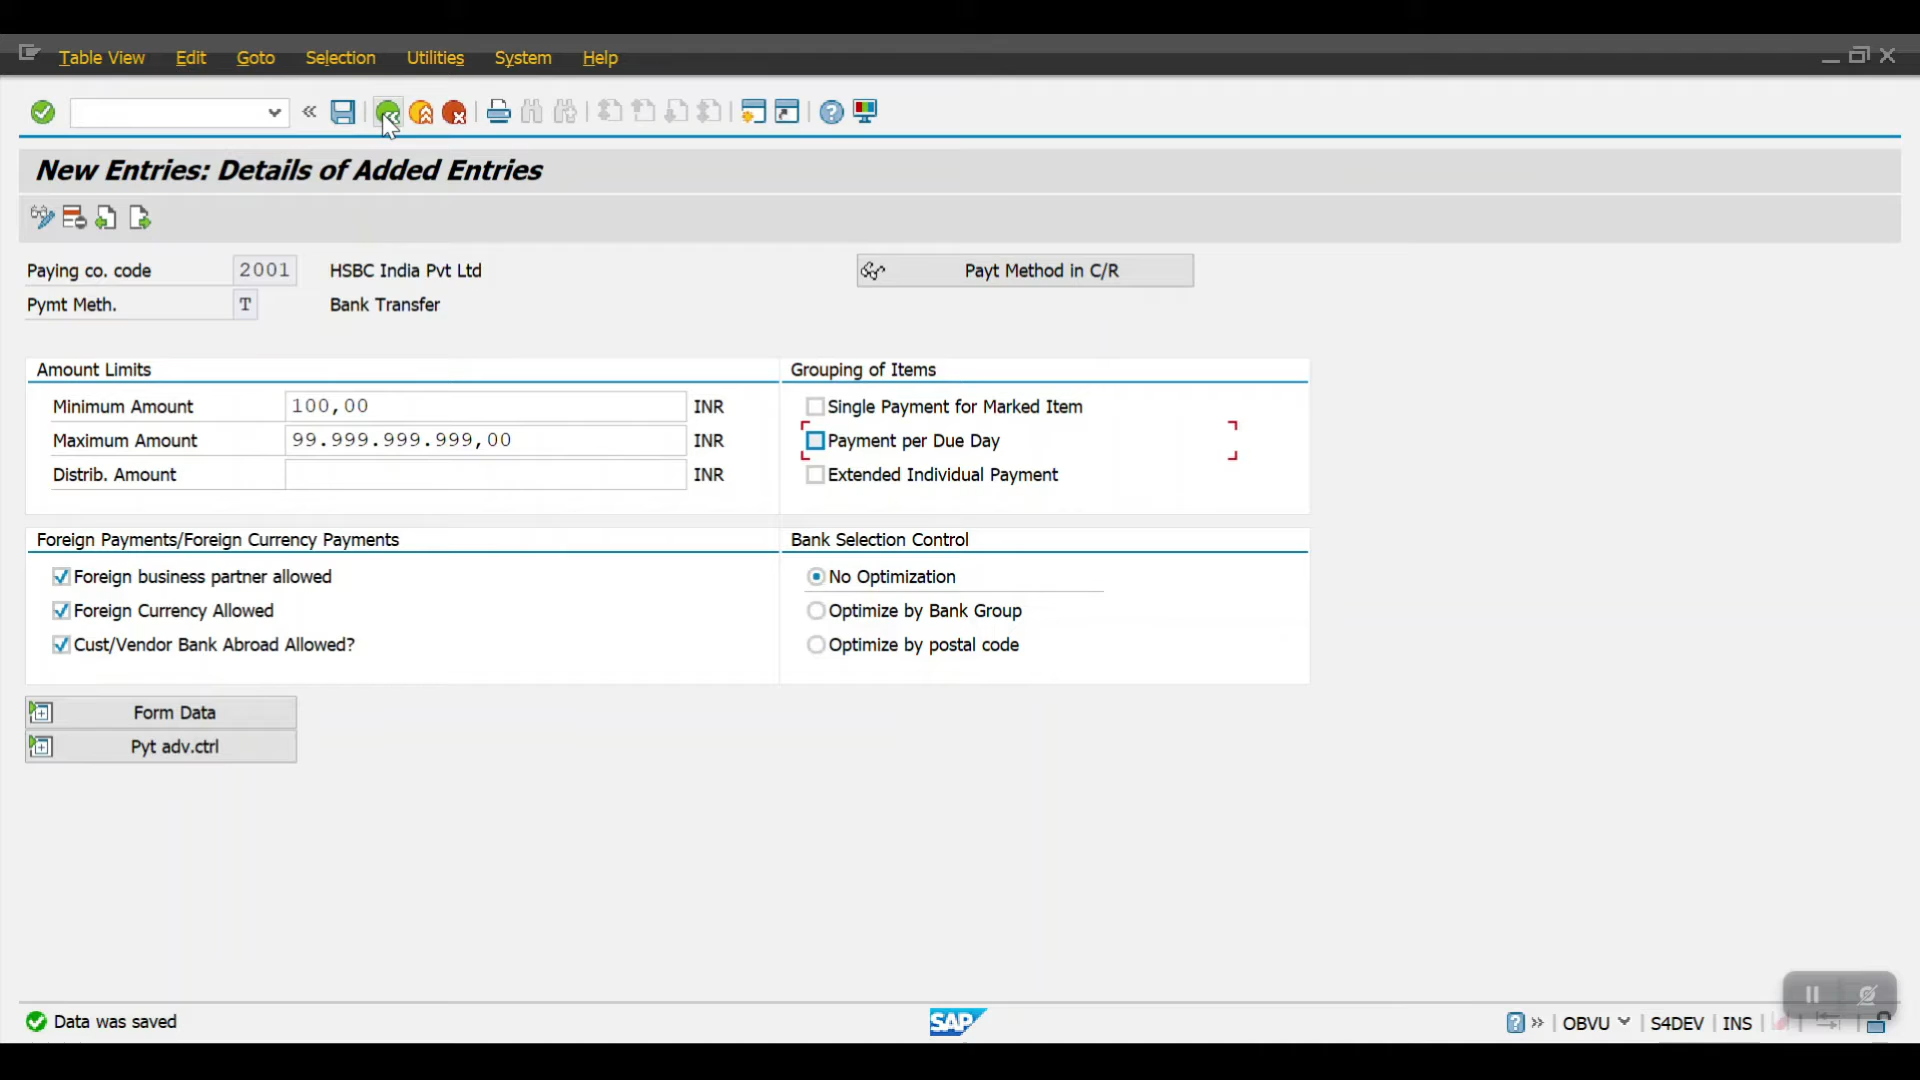 Table View Edit Goto Selection Utilities System Help
New Entries: Details of Added Entries
Paying co. code 2001 HSBC India Pvt Ltd Payt Method in C/R
Pymt Meth. T Bank Transfer
Amount Limits
Minimum Amount 100,00 INR
Maximum Amount 99.999.999.999,00 INR
Distrib. Amount INR
Grouping of Items
Single Payment for Marked Item
Payment per Due Day
Extended Individual Payment
Foreign Payments/Foreign Currency Payments
Foreign business partner allowed
Foreign Currency Allowed
Cust/Vendor Bank Abroad Allowed?
Bank Selection Control
No Optimization
Optimize by Bank Group
Optimize by postal code
Form Data
Pyt adv.ctrl
Data was saved SAP OBVU S4DEV INS